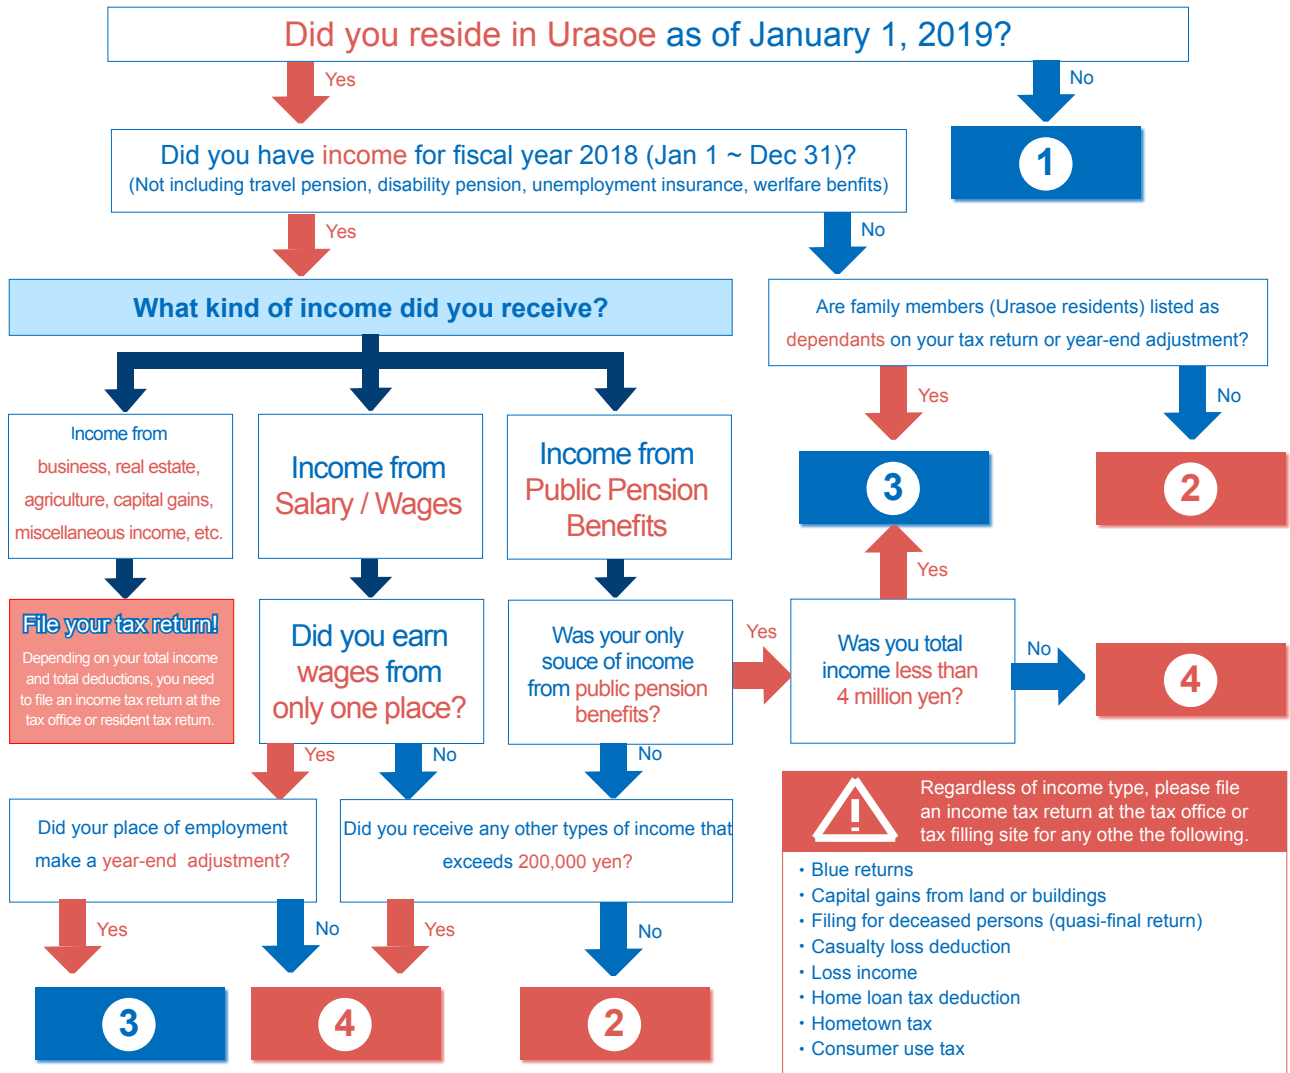 Did you reside in Urasoe as of January 1, 2019?
Yes
No
Did you have income for fiscal year 2018 (Jan 1 ~ Dec 31)?
(Not including travel pension, disability pension, unemployment insurance, werlfare benfits)
1
Yes
No
What kind of income did you receive?
Are family members (Urasoe residents) listed as
dependants on your tax return or year-end adjustment?
Yes
No
Income from
business, real estate,
agriculture, capital gains,
miscellaneous income, etc.
Income from
Salary / Wages
Income from
Public Pension
Benefits
3
2
Yes
File your tax return!
Depending on your total income
and total deductions, you need
to file an income tax return at the
tax office or resident tax return.
Did you earn
wages from
only one place?
Was your only
souce of income
from public pension
benefits?
Yes
Was you total
income less than
4 million yen?
No
4
Yes
No
No
Did your place of employment
make a year-end adjustment?
Did you receive any other types of income that
exceeds 200,000 yen?
Yes
No
Yes
No
3
4
2
Regardless of income type, please file
an income tax return at the tax office or
tax filling site for any othe the following.
・Blue returns
・Capital gains from land or buildings
・Filing for deceased persons (quasi-final return)
・Casualty loss deduction
・Loss income
・Home loan tax deduction
・Hometown tax
・Consumer use tax